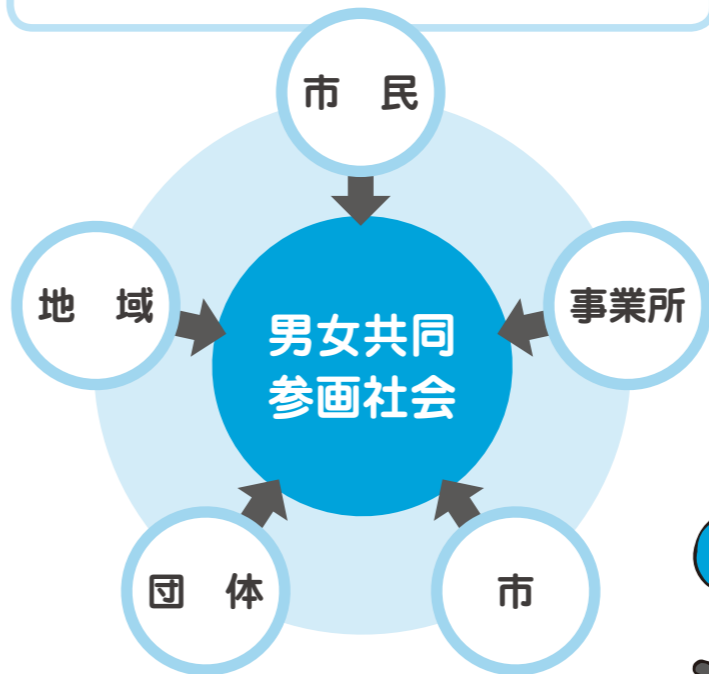 市　民
地　域
事業所
男女共同
参画社会
団　体
市